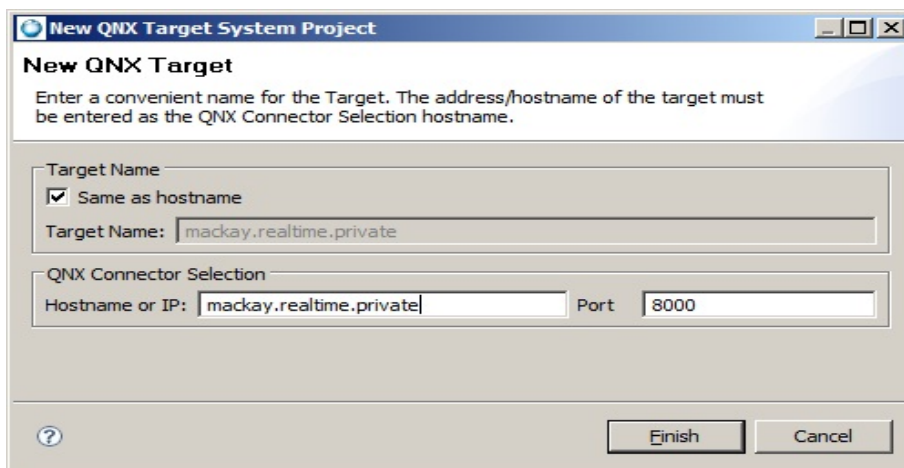 New QNX Target System Project
New QNX Target
Enter a convenient name for the Target. The address/hostname of the target must
be entered as the QNX Connector Selection hostname.
Target Name
Same as hostname
Target Name: mackay.realtime.private
QNX Connector Selection
Hostname or IP: mackay.realtime.private Port 8000
? Finish Cancel